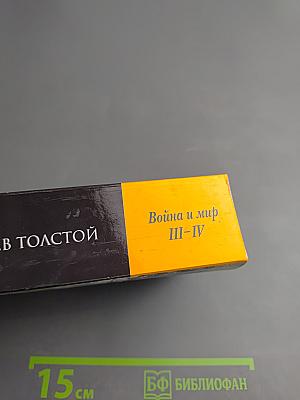 В ТОЛСТОЙ
Война и мир
III–IV
15 см
БФ БИБЛИОФАН